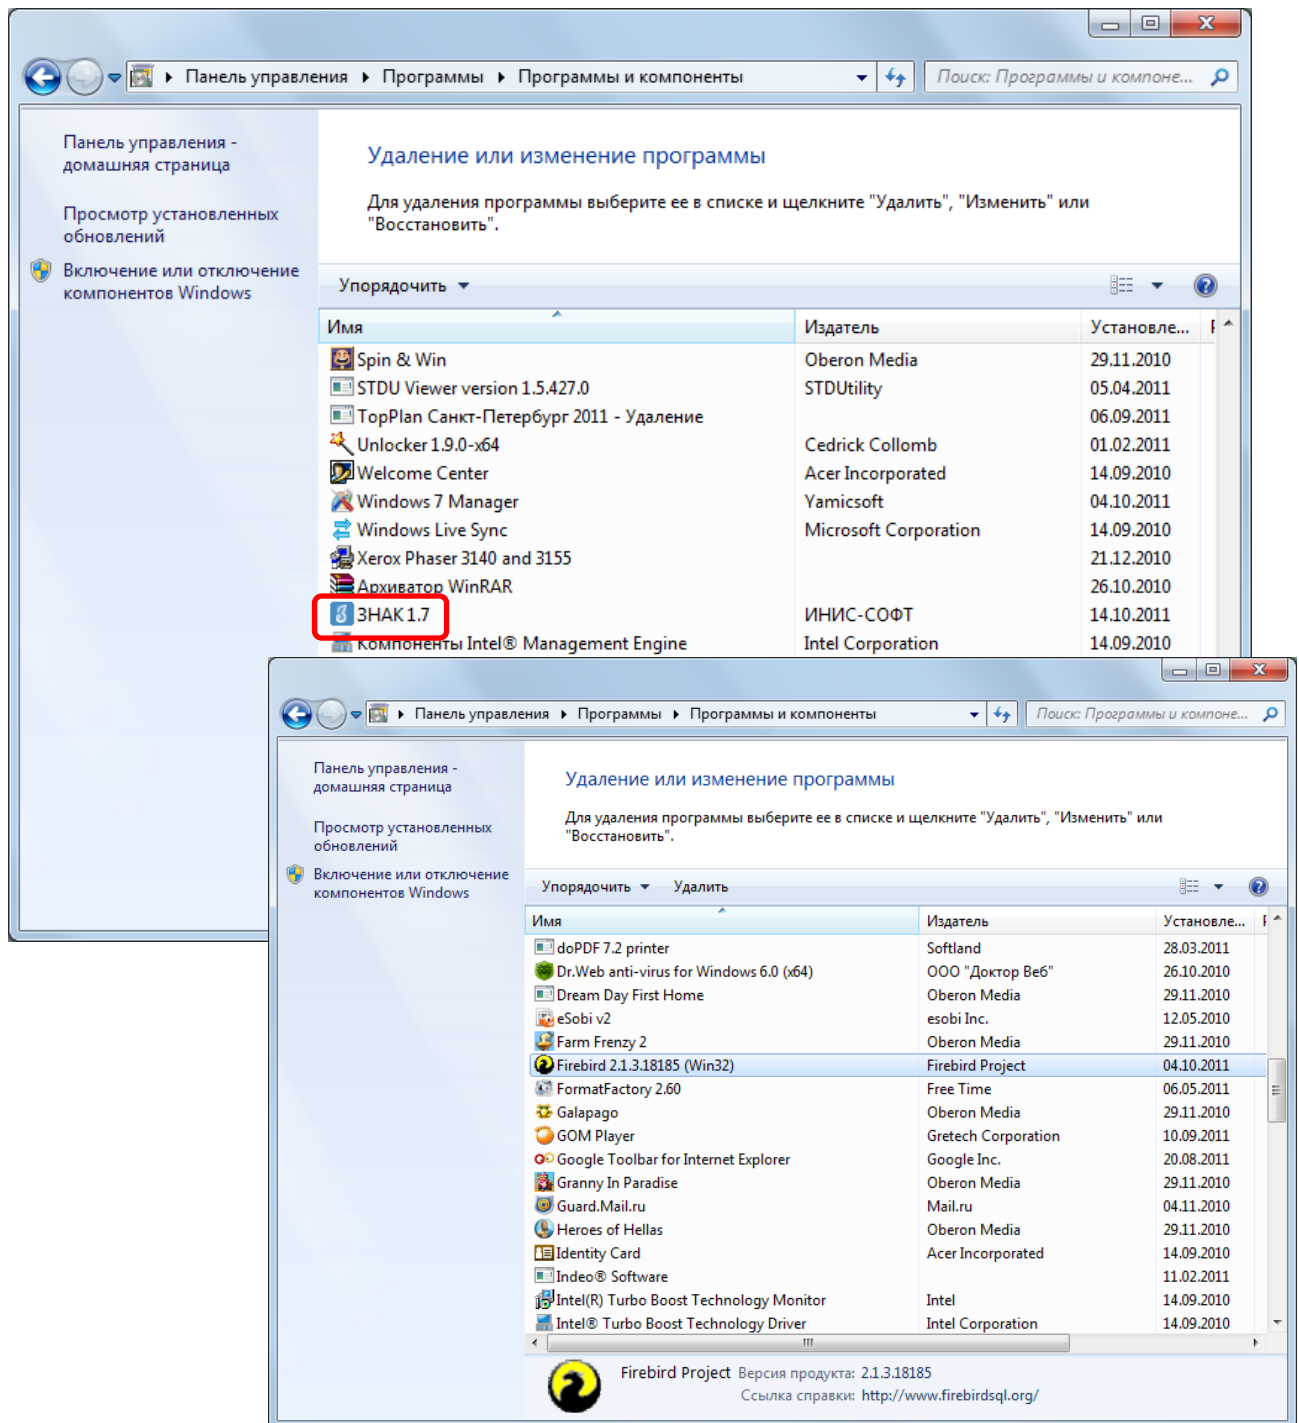 Панель управления Программы Программы и компоненты Поиск: Программы и компоне...
Панель управления -
домашняя страница
Просмотр установленных
обновлений
Включение или отключение
компонентов Windows
Удаление или изменение программы
Для удаления программы выберите ее в списке и щелкните "Удалить", "Изменить" или
"Восстановить".
Упорядочить
Имя Издатель Установле...
Spin & Win Oberon Media 29.11.2010
STDU Viewer version 1.5.427.0 STDUtility 05.04.2011
TopPlan Санкт-Петербург 2011 - Удаление 06.09.2011
Unlocker 1.9.0-x64 Cedrick Collomb 01.02.2011
Welcome Center Acer Incorporated 14.09.2010
Windows 7 Manager Yamicsoft 04.10.2011
Windows Live Sync Microsoft Corporation 14.09.2010
Xerox Phaser 3140 and 3155 21.12.2010
Архиватор WinRAR 26.10.2010
ЗНАК 1.7 ИНИС-СОФТ 14.10.2011
Компоненты Intel® Management Engine Intel Corporation 14.09.2010
Панель управления Программы Программы и компоненты Поиск: Программы и компоне...
Панель управления -
домашняя страница
Просмотр установленных
обновлений
Включение или отключение
компонентов Windows
Удаление или изменение программы
Для удаления программы выберите ее в списке и щелкните "Удалить", "Изменить" или
"Восстановить".
Упорядочить Удалить
Имя Издатель Установле...
doPDF 7.2 printer Softland 28.03.2011
Dr.Web anti-virus for Windows 6.0 (x64) ООО "Доктор Веб" 26.10.2010
Dream Day First Home Oberon Media 29.11.2010
eSobi v2 esobi Inc. 12.05.2010
Farm Frenzy 2 Oberon Media 29.11.2010
Firebird 2.1.3.18185 (Win32) Firebird Project 04.10.2011
FormatFactory 2.60 Free Time 06.05.2011
Galapago Oberon Media 29.11.2010
GOM Player Gretech Corporation 10.09.2011
Google Toolbar for Internet Explorer Google Inc. 20.08.2011
Granny In Paradise Oberon Media 29.11.2010
Guard.Mail.ru Mail.ru 04.11.2010
Heroes of Hellas Oberon Media 29.11.2010
Identity Card Acer Incorporated 14.09.2010
Indeo® Software 11.02.2011
Intel(R) Turbo Boost Technology Monitor Intel 14.09.2010
Intel® Turbo Boost Technology Driver Intel Corporation 14.09.2010
Firebird Project Версия продукта: 2.1.3.18185
Ссылка справки: http://www.firebirdsql.org/